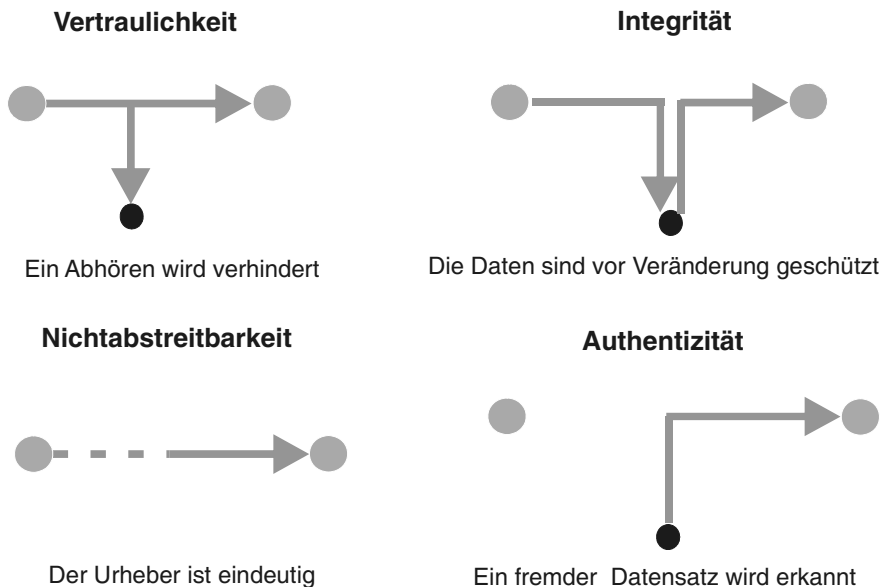 Vertraulichkeit
Integrität
Ein Abhören wird verhindert
Die Daten sind vor Veränderung geschützt
Nichtabstreitbarkeit
Authentizität
Der Urheber ist eindeutig
Ein fremder Datensatz wird erkannt